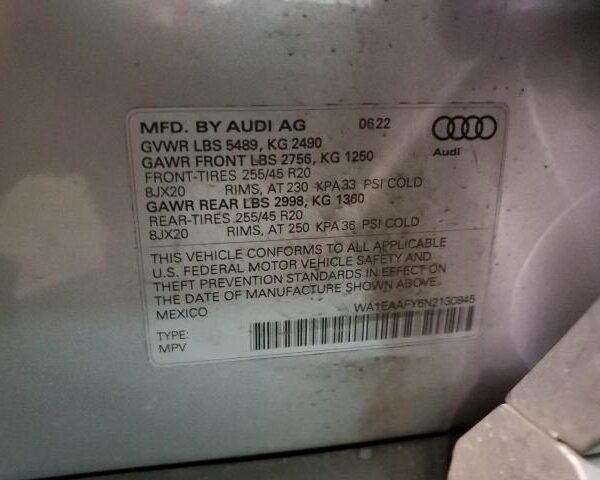 MFD. BY AUDI AG 06.22
Audi
GVWR LBS 5489, KG 2490
GAWR FRONT LBS 2756, KG 1250
FRONT-TIRES 255/45 R20
8JX20 RIMS, AT 230 KPA33 PSI COLD
GAWR REAR LBS 2998, KG 1360
REAR-TIRES 255/45 R20
8JX20 RIMS, AT 250 KPA 36 PSI COLD
THIS VEHICLE CONFORMS TO ALL APPLICABLE
U.S. FEDERAL MOTOR VEHICLE SAFETY AND
THEFT PREVENTION STANDARDS IN EFFECT ON
THE DATE OF MANUFACTURE SHOWN ABOVE.
MEXICO WA1EAAFY6N2130845
TYPE:
MPV